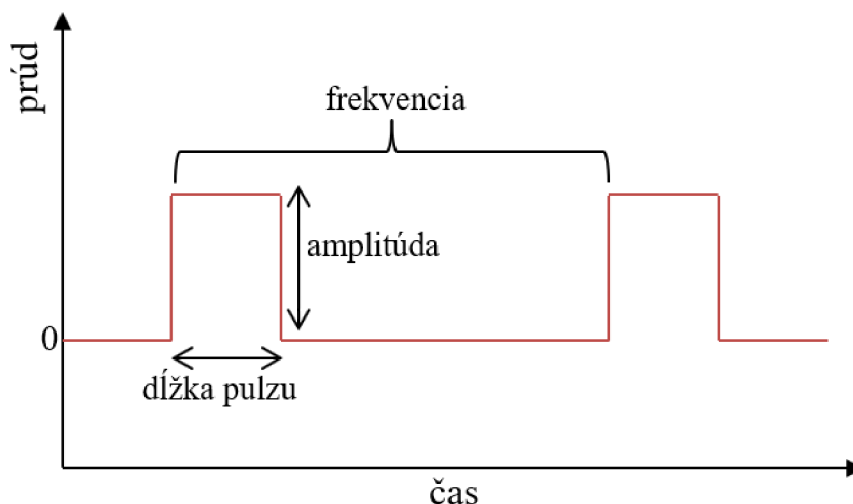 prúd
frekvencia
amplitúda
0
dĺžka pulzu
čas